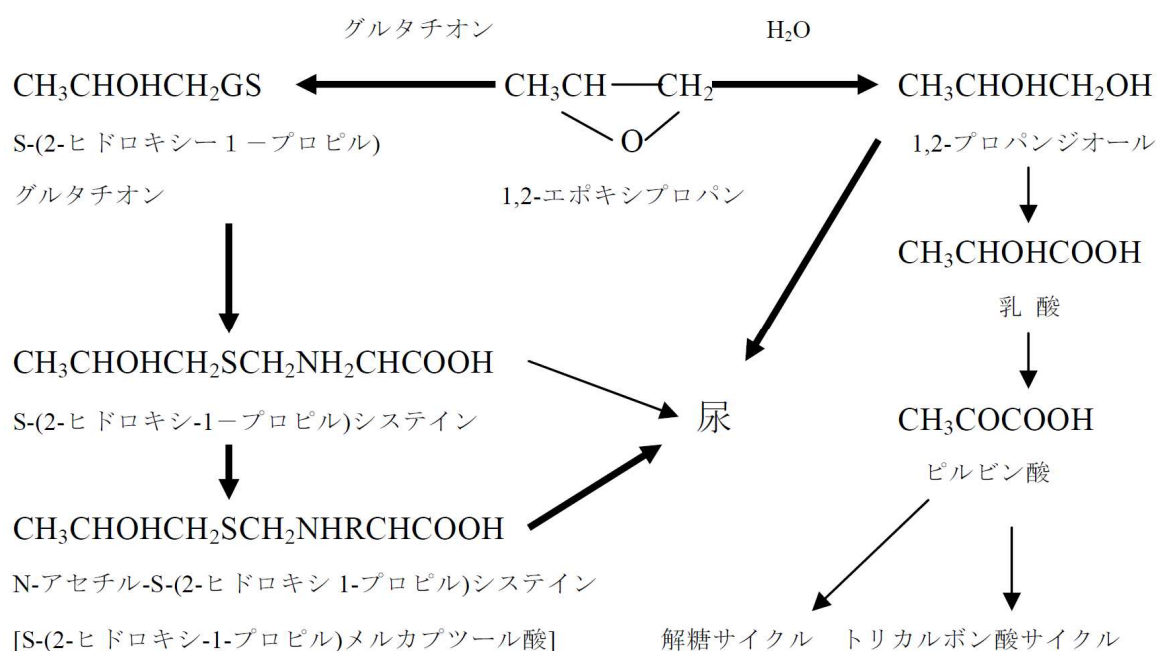 グルタチオン H₂O
CH₃CHOHCH₂GS CH₃CH CH₂ CH₃CHOHCH₂OH
O
S-(2-ヒドロキシー１－プロピル) 1,2-プロパンジオール
グルタチオン 1,2-エポキシプロパン
CH₃CHOHCOOH
乳 酸
CH₃CHOHCH₂SCH₂NH₂CHCOOH
S-(2-ヒドロキシ-1－プロピル)システイン 尿 CH₃COCOOH
ピルビン酸
CH₃CHOHCH₂SCH₂NHRCHCOOH
N-アセチル-S-(2-ヒドロキシ 1-プロピル)システイン
[S-(2-ヒドロキシ-1-プロピル)メルカプツール酸] 解糖サイクル トリカルボン酸サイクル